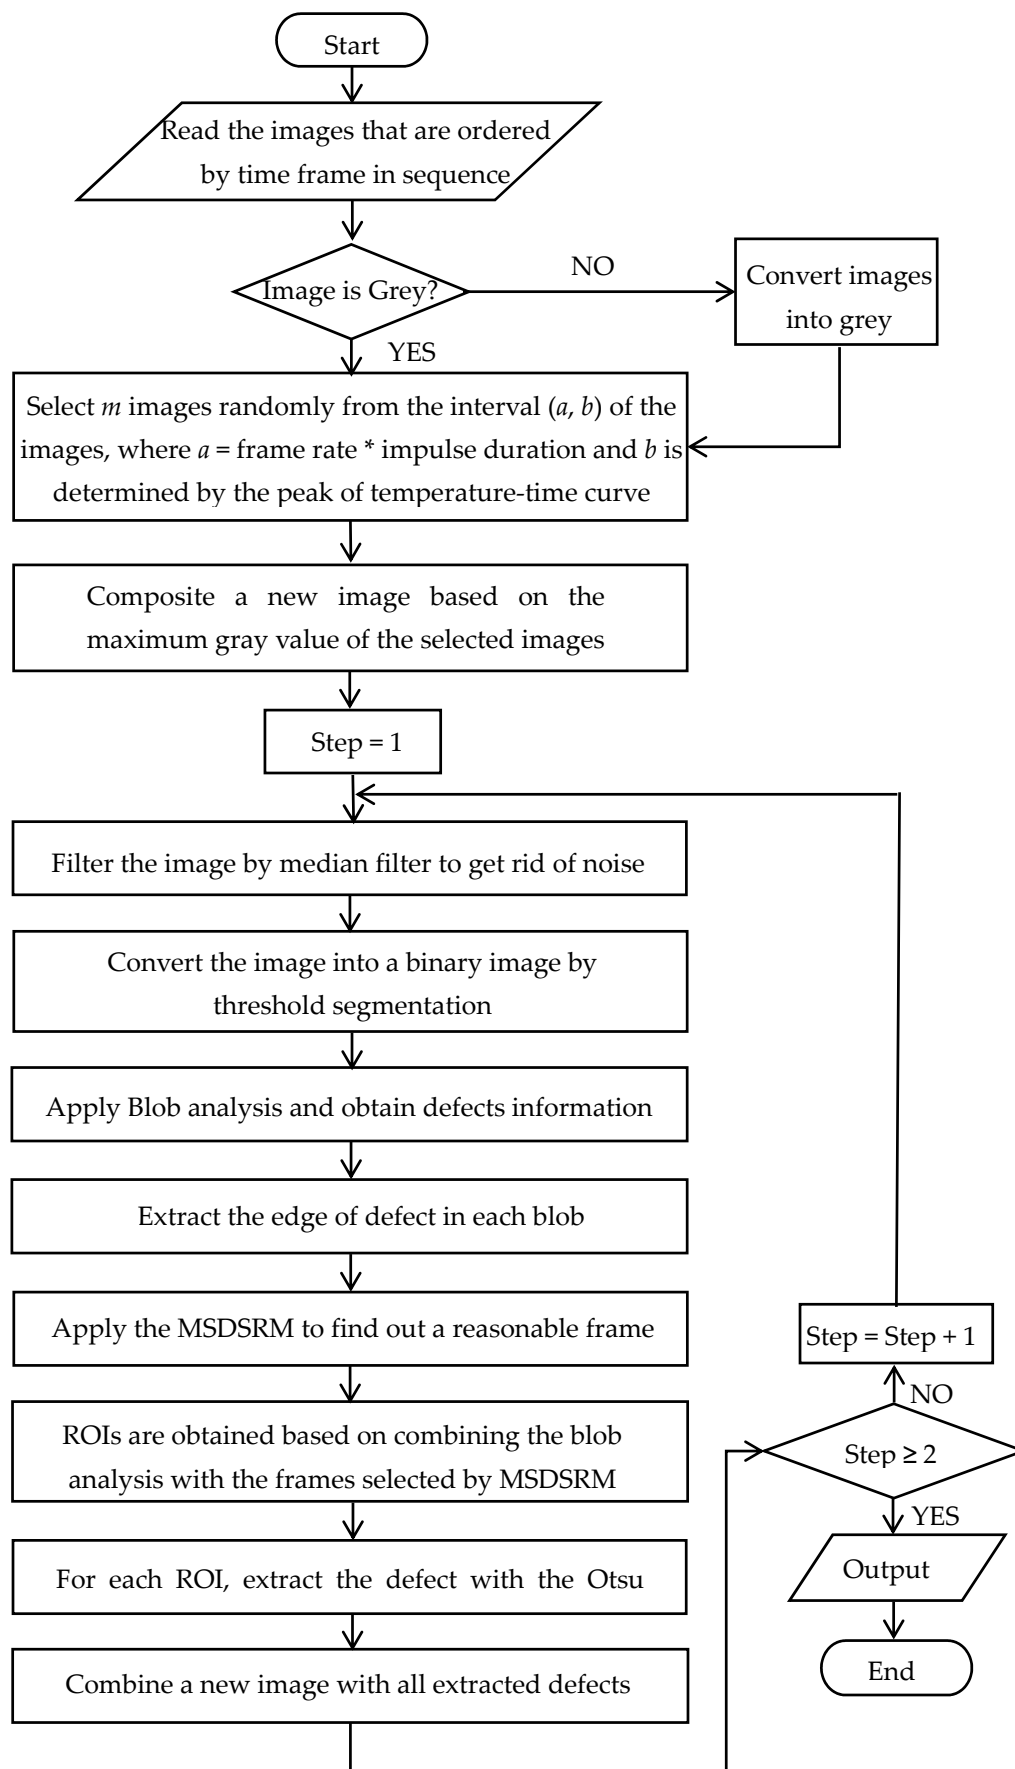 Start
Read the images that are ordered
by time frame in sequence
Image is Grey?
NO
Convert images
into grey
YES
Select m images randomly from the interval (a, b) of the
images, where a = frame rate * impulse duration and b is
determined by the peak of temperature-time curve
Composite a new image based on the
maximum gray value of the selected images
Step = 1
Filter the image by median filter to get rid of noise
Convert the image into a binary image by
threshold segmentation
Apply Blob analysis and obtain defects information
Extract the edge of defect in each blob
Apply the MSDSRM to find out a reasonable frame
ROIs are obtained based on combining the blob
analysis with the frames selected by MSDSRM
For each ROI, extract the defect with the Otsu
Combine a new image with all extracted defects
Step = Step + 1
NO
Step ≥ 2
YES
Output
End